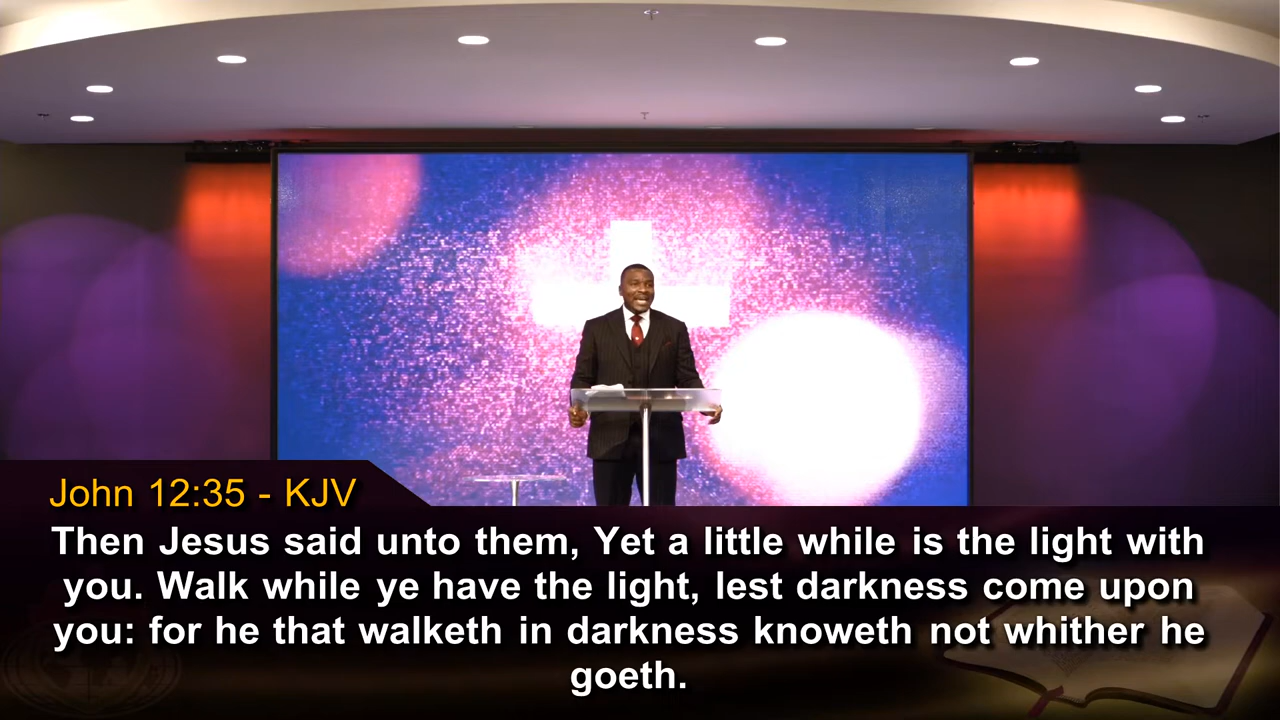 John 12:35 - KJV
Then Jesus said unto them, Yet a little while is the light with
you. Walk while ye have the light, lest darkness come upon
you: for he that walketh in darkness knoweth not whither he
goeth.